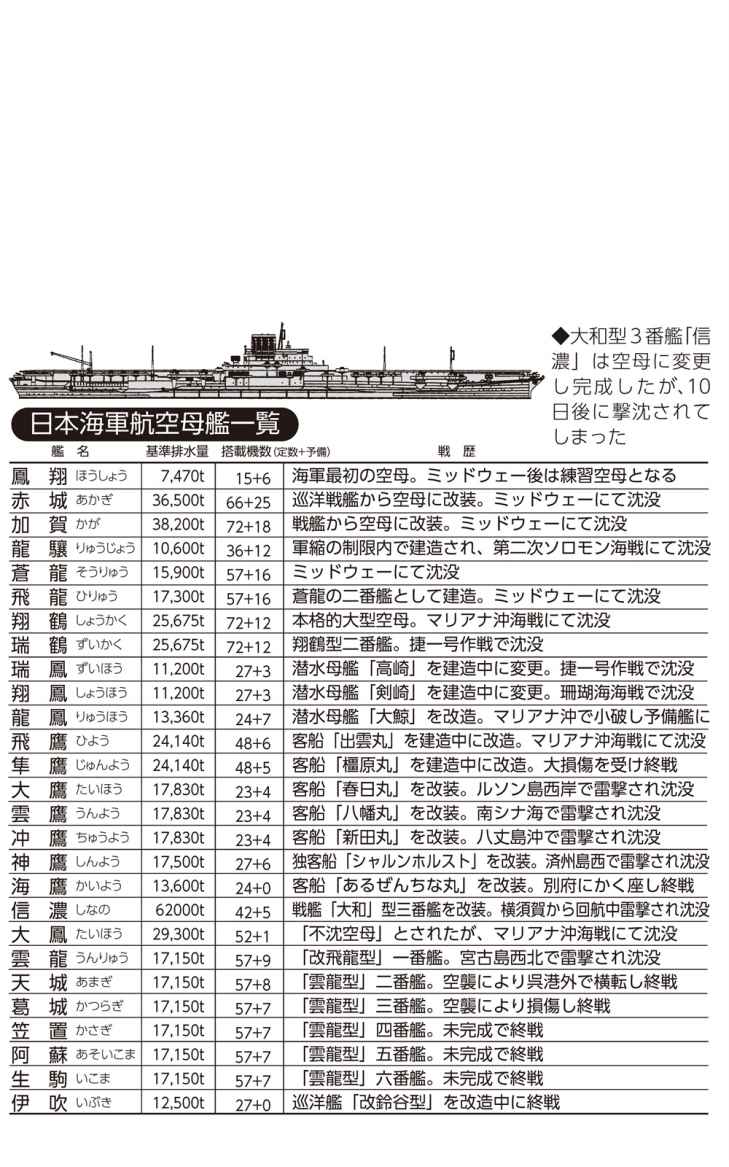 ◆大和型３番艦「信
濃」は空母に変更
し完成したが、10
日後に撃沈されて
しまった
日本海軍航空母艦一覧
艦 名 基準排水量 搭載機数(定数+予備) 戦 歴
鳳 翔 ほうしょう 7,470t 15+6 海軍最初の空母。ミッドウェー後は練習空母となる
赤 城 あかぎ 36,500t 66+25 巡洋戦艦から空母に改装。ミッドウェーにて沈没
加 賀 かが 38,200t 72+18 戦艦から空母に改装。ミッドウェーにて沈没
龍 驤 りゅうじょう 10,600t 36+12 軍縮の制限内で建造され、第二次ソロモン海戦にて沈没
蒼 龍 そうりゅう 15,900t 57+16 ミッドウェーにて沈没
飛 龍 ひりゅう 17,300t 57+16 蒼龍の二番艦として建造。ミッドウェーにて沈没
翔 鶴 しょうかく 25,675t 72+12 本格的大型空母。マリアナ沖海戦にて沈没
瑞 鶴 ずいかく 25,675t 72+12 翔鶴型二番艦。捷一号作戦で沈没
瑞 鳳 ずいほう 11,200t 27+3 潜水母艦「高崎」を建造中に変更。捷一号作戦で沈没
翔 鳳 しょうほう 11,200t 27+3 潜水母艦「剣崎」を建造中に変更。珊瑚海海戦で沈没
龍 鳳 りゅうほう 13,360t 24+7 潜水母艦「大鯨」を改造。マリアナ沖で小破し予備艦に
飛 鷹 ひよう 24,140t 48+6 客船「出雲丸」を建造中に改造。マリアナ沖海戦にて沈没
隼 鷹 じゅんよう 24,140t 48+5 客船「橿原丸」を建造中に改造。大損傷を受け終戦
大 鷹 たいほう 17,830t 23+4 客船「春日丸」を改装。ルソン島西岸で雷撃され沈没
雲 鷹 うんよう 17,830t 23+4 客船「八幡丸」を改装。南シナ海で雷撃され沈没
冲 鷹 ちゅうよう 17,830t 23+4 客船「新田丸」を改装。八丈島沖で雷撃され沈没
神 鷹 しんよう 17,500t 27+6 独客船「シャルンホルスト」を改装。済州島西で雷撃され沈没
海 鷹 かいよう 13,600t 24+0 客船「あるぜんちな丸」を改装。別府にかく座し終戦
信 濃 しなの 62000t 42+5 戦艦「大和」型三番艦を改装。横須賀から回航中雷撃され沈没
大 鳳 たいほう 29,300t 52+1 「不沈空母」とされたが、マリアナ沖海戦にて沈没
雲 龍 うんりゅう 17,150t 57+9 「改飛龍型」一番艦。宮古島西北で雷撃され沈没
天 城 あまぎ 17,150t 57+8 「雲龍型」二番艦。空襲により呉港外で横転し終戦
葛 城 かつらぎ 17,150t 57+7 「雲龍型」三番艦。空襲により損傷し終戦
笠 置 かさぎ 17,150t 57+7 「雲龍型」四番艦。未完成で終戦
阿 蘇 あそいこま 17,150t 57+7 「雲龍型」五番艦。未完成で終戦
生 駒 いこま 17,150t 57+7 「雲龍型」六番艦。未完成で終戦
伊 吹 いぶき 12,500t 27+0 巡洋艦「改鈴谷型」を改造中に終戦